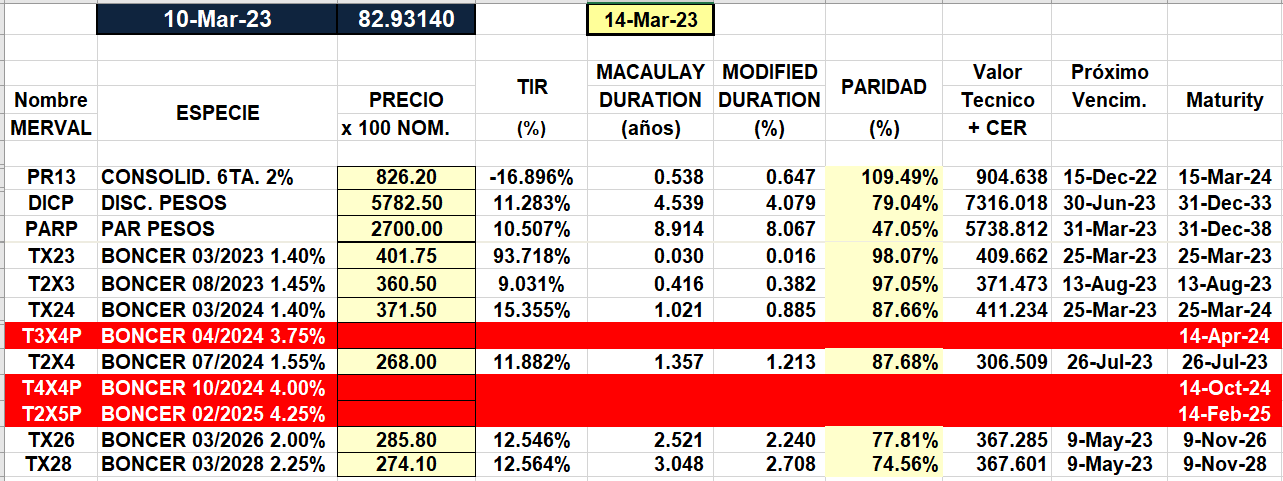 10-Mar-23 82.93140 14-Mar-23
MACAULAY MODIFIED Valor Próximo
TIR PARIDAD
Nombre DURATION DURATION Tecnico Vencim. Maturity
ESPECIE PRECIO
MERVAL x 100 NOM. (%) (años) (%) (%) + CER
PR13 CONSOLID. 6TA. 2% 826.20 -16.896% 0.538 0.647 109.49% 904.638 15-Dec-22 15-Mar-24
DICP DISC. PESOS 5782.50 11.283% 4.539 4.079 79.04% 7316.018 30-Jun-23 31-Dec-33
PARP PAR PESOS 2700.00 10.507% 8.914 8.067 47.05% 5738.812 31-Mar-23 31-Dec-38
TX23 BONCER 03/2023 1.40% 401.75 93.718% 0.030 0.016 98.07% 409.662 25-Mar-23 25-Mar-23
T2X3 BONCER 08/2023 1.45% 360.50 9.031% 0.416 0.382 97.05% 371.473 13-Aug-23 13-Aug-23
TX24 BONCER 03/2024 1.40% 371.50 15.355% 1.021 0.885 87.66% 411.234 25-Mar-23 25-Mar-24
T3X4P BONCER 04/2024 3.75% 14-Apr-24
T2X4 BONCER 07/2024 1.55% 268.00 11.882% 1.357 1.213 87.68% 306.509 26-Jul-23 26-Jul-23
T4X4P BONCER 10/2024 4.00% 14-Oct-24
T2X5P BONCER 02/2025 4.25% 14-Feb-25
TX26 BONCER 03/2026 2.00% 285.80 12.546% 2.521 2.240 77.81% 367.285 9-May-23 9-Nov-26
TX28 BONCER 03/2028 2.25% 274.10 12.564% 3.048 2.708 74.56% 367.601 9-May-23 9-Nov-28